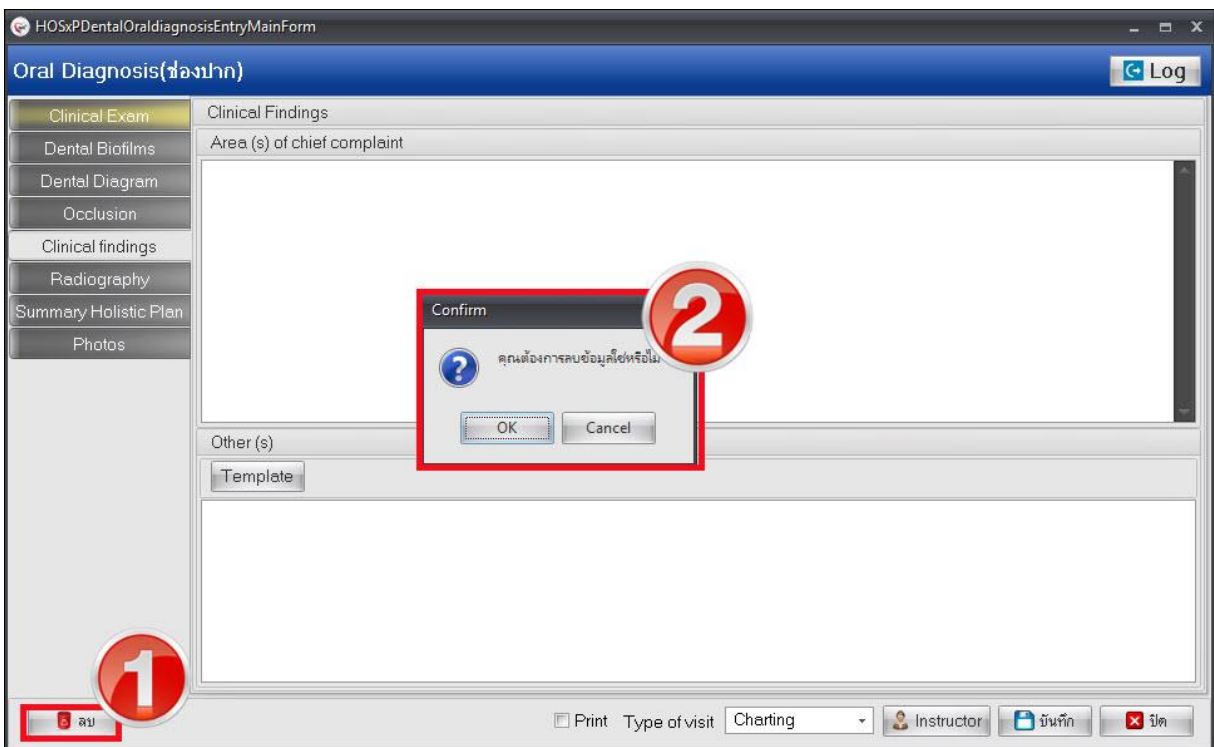 HOSxPDentalOraldiagnosisEntryMainForm
Oral Diagnosis(ช่องปาก)
Log
Clinical Exam
Clinical Findings
Dental Biofilms
Area (s) of chief complaint
Dental Diagram
Occlusion
Clinical findings
Radiography
Summary Holistic Plan
Photos
Confirm
2
คุณต้องการลบข้อมูลใช่หรือไม่
OK Cancel
Other (s)
Template
1
ลบ
Print Type of visit Charting Instructor บันทึก ปิด